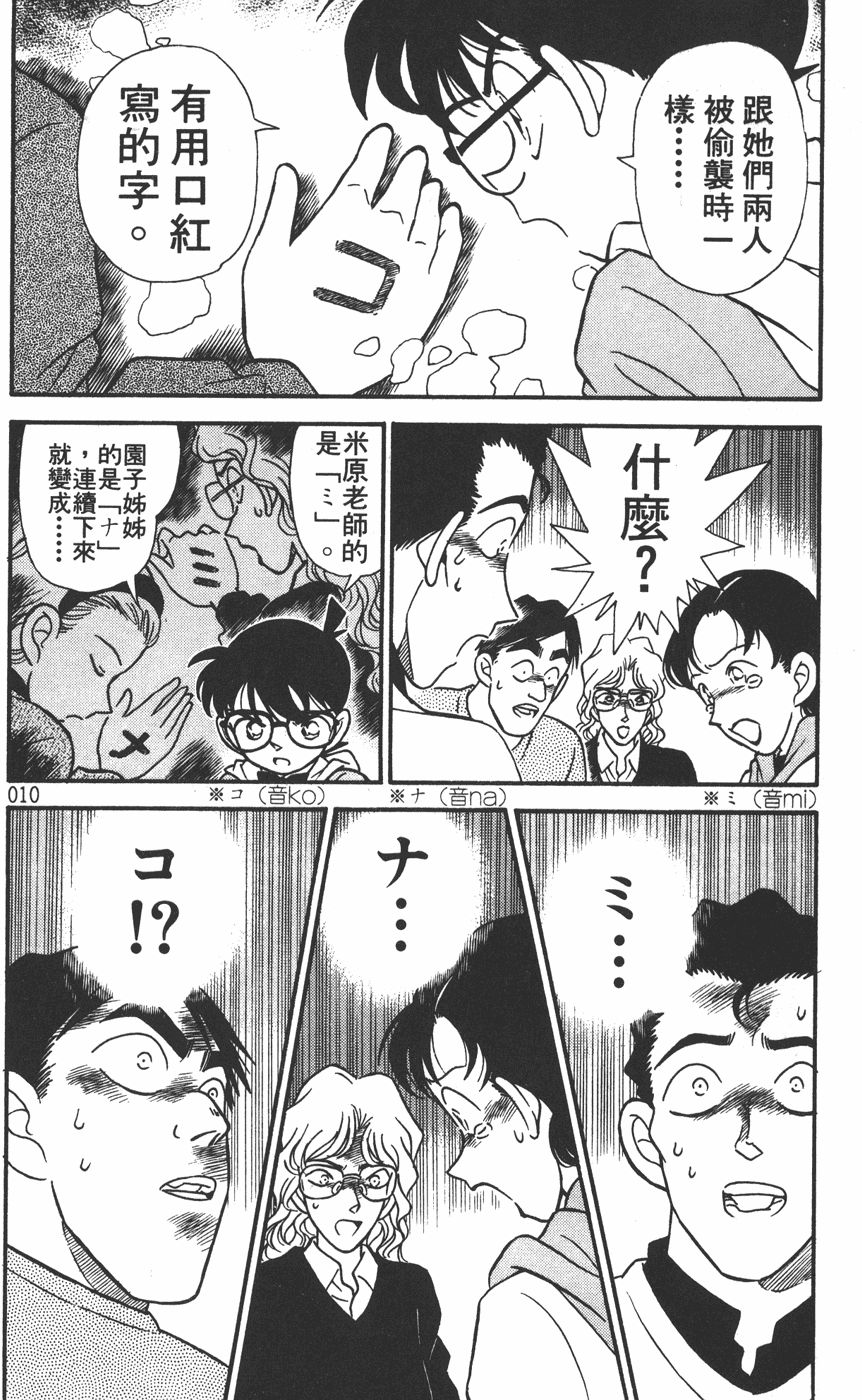 跟她們兩人
被偷襲時一
樣……
有用口紅
寫的字。
コ
什麼?
米原老師的
是「ミ」。
園子姊姊
的是「ナ」
，連續下來
就變成……
ミ
ナ
010
※コ（音ko）
※ナ（音na）
※ミ（音mi）
ミ…
ナ…
コ!?